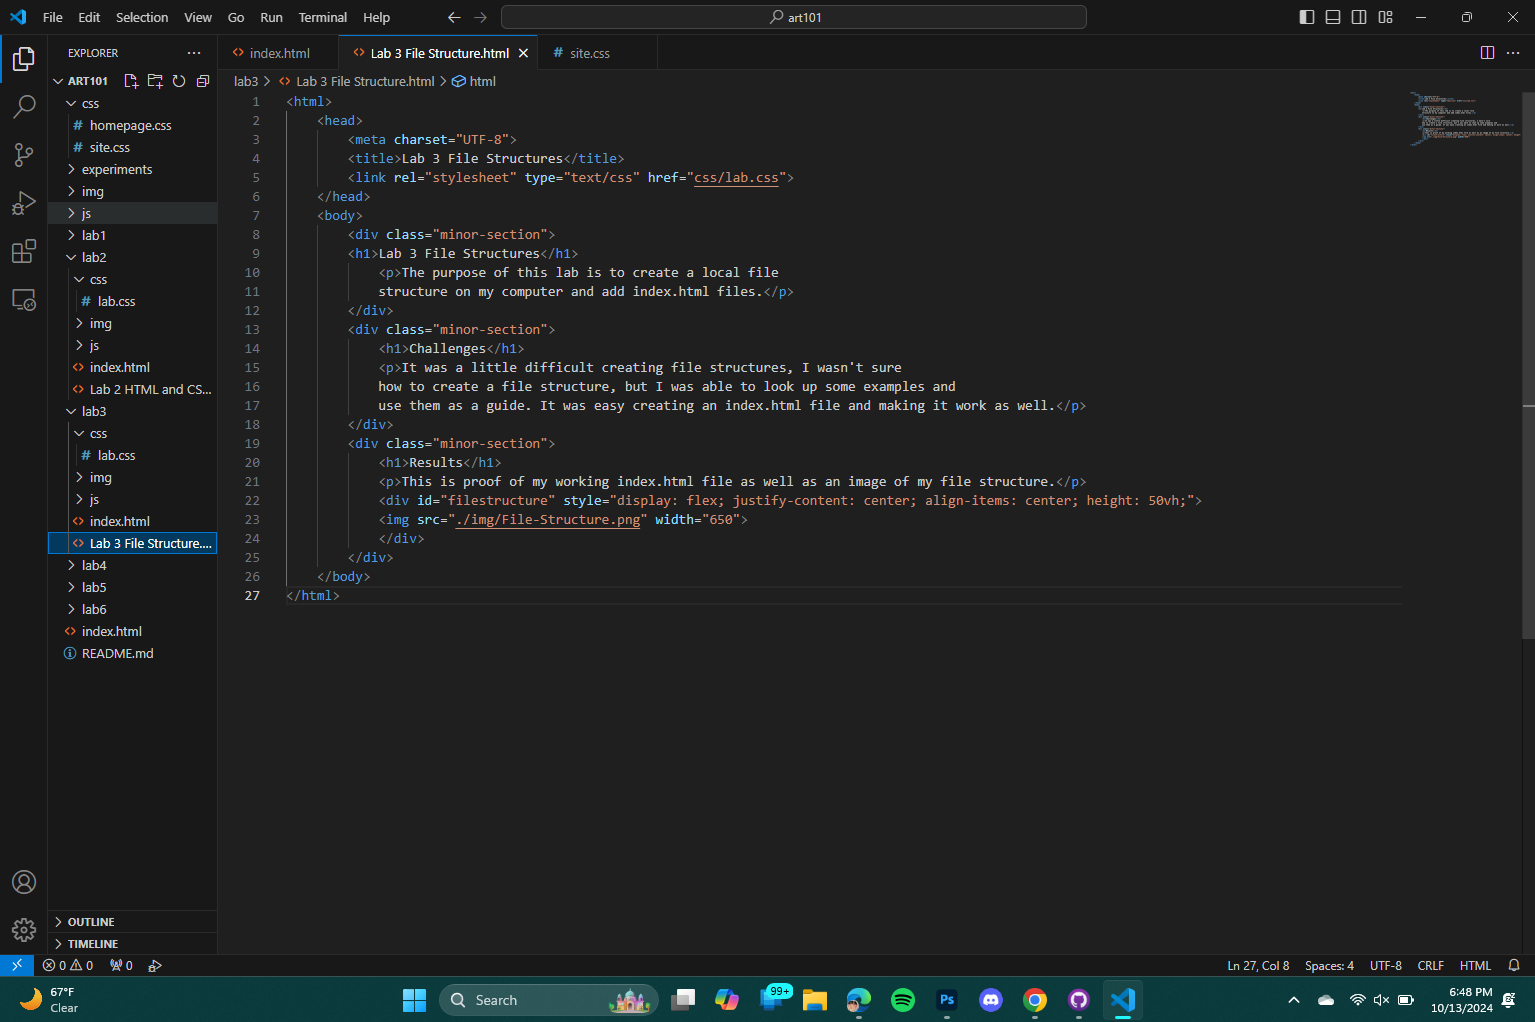 File Edit Selection View Go Run Terminal Help
art101
EXPLORER
index.html
Lab 3 File Structure.html
site.css
ART101
css
homepage.css
site.css
experiments
img
js
lab1
lab2
css
lab.css
img
js
index.html
Lab 2 HTML and CS...
lab3
css
lab.css
img
js
index.html
Lab 3 File Structure....
lab4
lab5
lab6
index.html
README.md
OUTLINE
TIMELINE
lab3 > Lab 3 File Structure.html > html
1 <html>
2 <head>
3 <meta charset="UTF-8">
4 <title>Lab 3 File Structures</title>
5 <link rel="stylesheet" type="text/css" href="css/lab.css">
6 </head>
7 <body>
8 <div class="minor-section">
9 <h1>Lab 3 File Structures</h1>
10 <p>The purpose of this lab is to create a local file
11 structure on my computer and add index.html files.</p>
12 </div>
13 <div class="minor-section">
14 <h1>Challenges</h1>
15 <p>It was a little difficult creating file structures, I wasn't sure
16 how to create a file structure, but I was able to look up some examples and
17 use them as a guide. It was easy creating an index.html file and making it work as well.</p>
18 </div>
19 <div class="minor-section">
20 <h1>Results</h1>
21 <p>This is proof of my working index.html file as well as an image of my file structure.</p>
22 <div id="filestructure" style="display: flex; justify-content: center; align-items: center; height: 50vh;">
23 <img src="./img/File-Structure.png" width="650">
24 </div>
25 </div>
26 </body>
27 </html>
0 0 0
Ln 27, Col 8 Spaces: 4 UTF-8 CRLF HTML
67°F
Clear
Search
99+
Ps
6:48 PM
10/13/2024